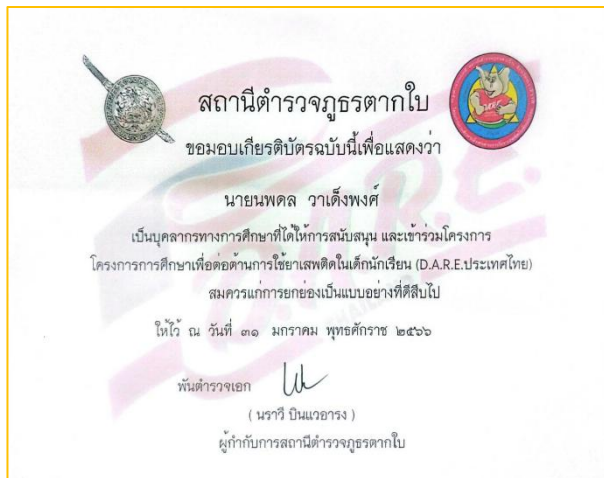 สถานีตำรวจภูธรตากใบ
ขอมอบเกียรติบัตรฉบับนี้เพื่อแสดงว่า
นายนพดล วาเด็งพงศ์
เป็นบุคลากรทางการศึกษาที่ได้ให้การสนับสนุน และเข้าร่วมโครงการ
โครงการการศึกษาเพื่อต่อต้านการใช้ยาเสพติดในเด็กนักเรียน (D.A.R.E.ประเทศไทย)
สมควรแก่การยกย่องเป็นแบบอย่างที่ดีสืบไป
ให้ไว้ ณ วันที่ ๓๑ มกราคม พุทธศักราช ๒๕๖๖
พันตำรวจเอก
( นราวี บินแวอารง )
ผู้กำกับการสถานีตำรวจภูธรตากใบ